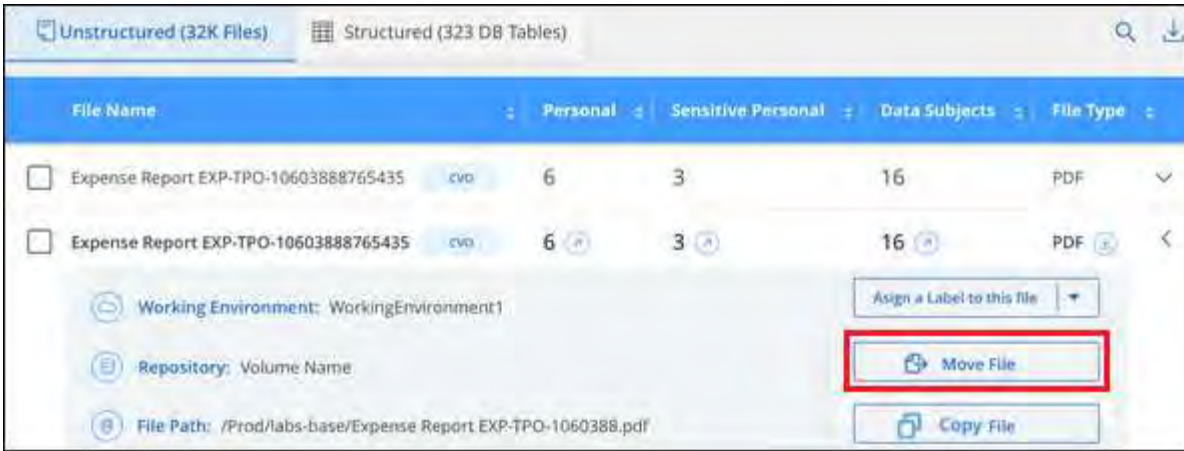 Unstructured (32K Files) Structured (323 DB Tables)
File Name Personal Sensitive Personal Data Subjects File Type
Expense Report EXP-TPO-10603888765435 CVO 6 3 16 PDF
Expense Report EXP-TPO-10603888765435 CVO 6 3 16 PDF
Working Environment: WorkingEnvironment1 Asign a Label to this file
Repository: Volume Name Move File
File Path: /Prod/labs-base/Expense Report EXP-TPO-1060388.pdf Copy File